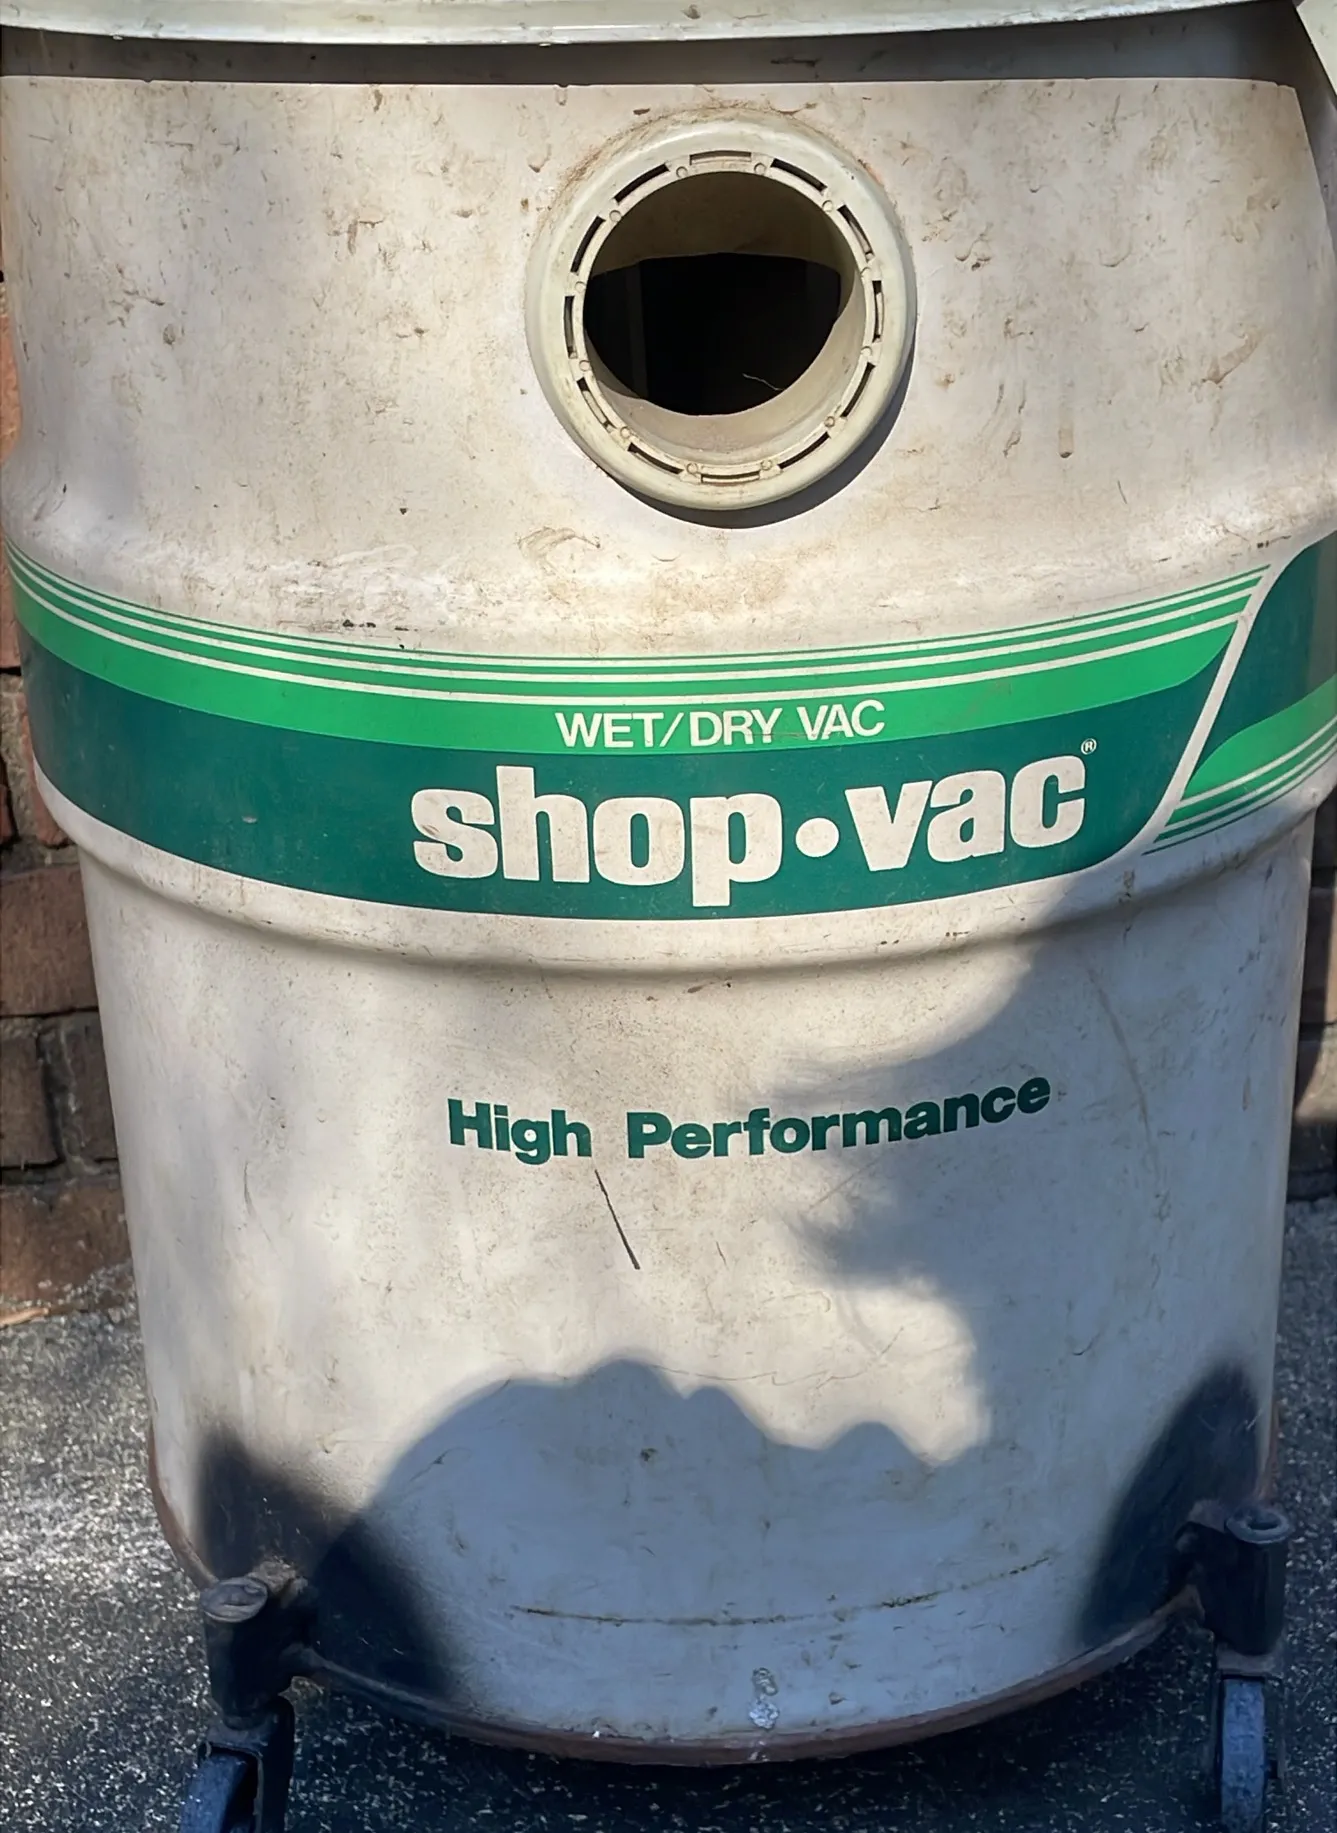 WET/DRY VAC
shop•vac®
High Performance